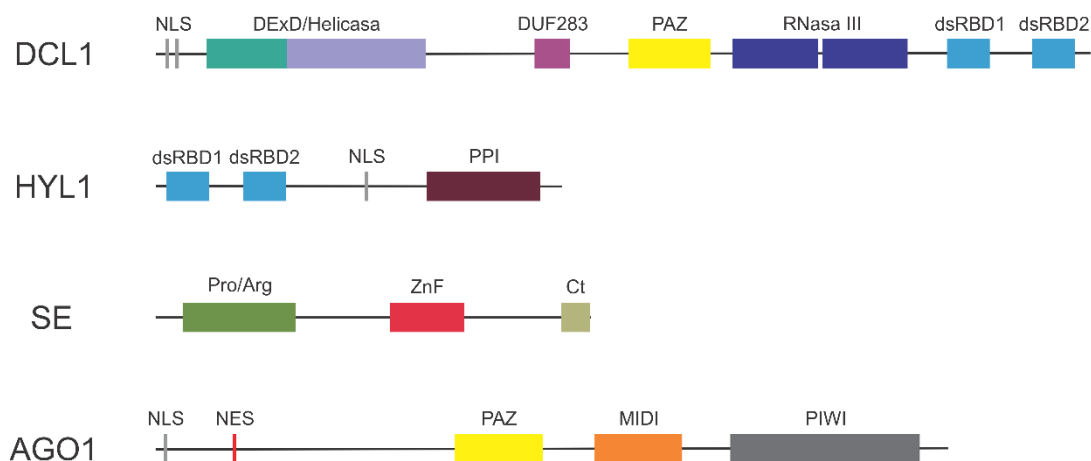 NLS DExD/Helicasa DUF283 PAZ RNasa III dsRBD1 dsRBD2
DCL1
dsRBD1 dsRBD2 NLS PPI
HYL1
Pro/Arg ZnF Ct
SE
NLS NES PAZ MIDI PIWI
AGO1